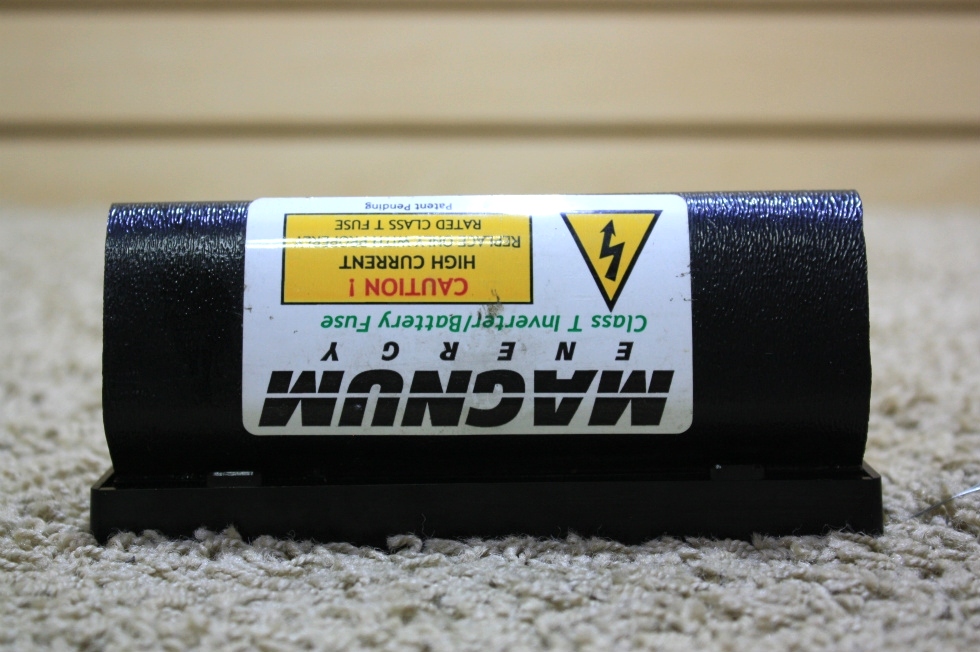 MAGNUM
ENERGY
Class T Inverter/Battery Fuse
CAUTION !
HIGH CURRENT
REPLACE ONLY WITH PROPERLY
RATED CLASS T FUSE
Patent Pending